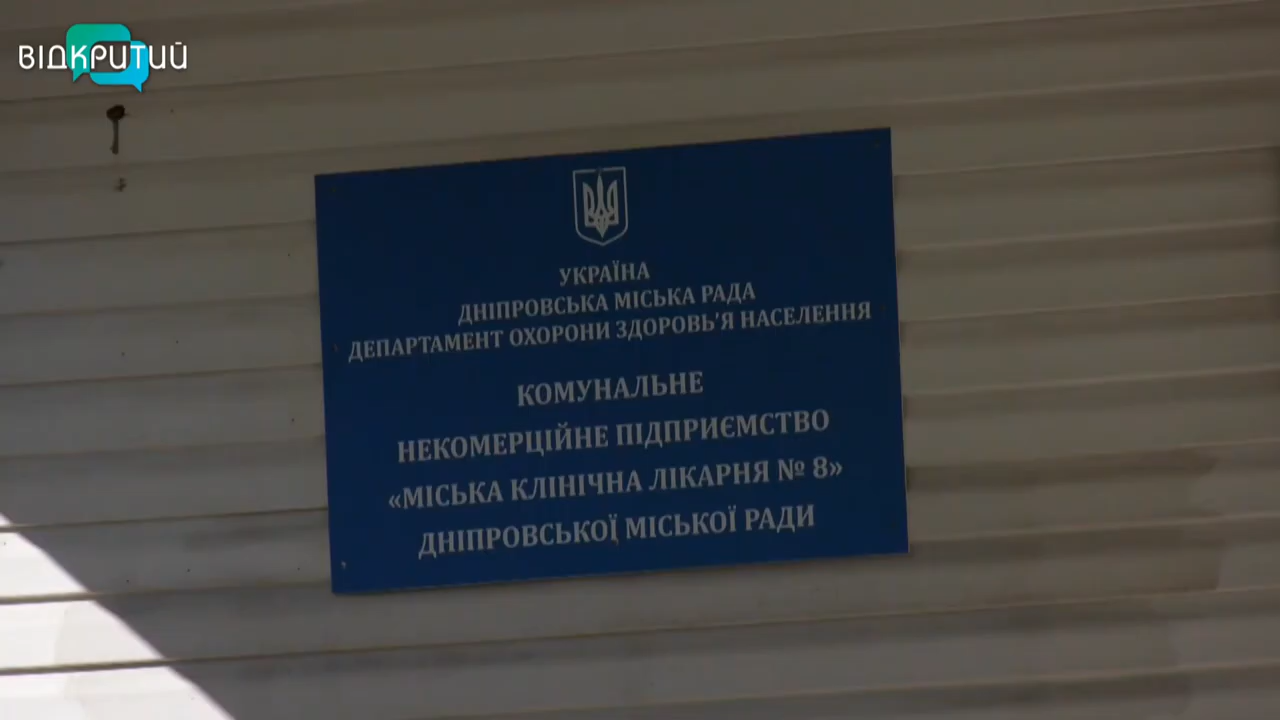 ВІДКРИТИЙ
УКРАЇНА
ДНІПРОВСЬКА МІСЬКА РАДА
ДЕПАРТАМЕНТ ОХОРОНИ ЗДОРОВЬ'Я НАСЕЛЕННЯ
КОМУНАЛЬНЕ
НЕКОМЕРЦІЙНЕ ПІДПРИЄМСТВО
«МІСЬКА КЛІНІЧНА ЛІКАРНЯ № 8»
ДНІПРОВСЬКОЇ МІСЬКОЇ РАДИ